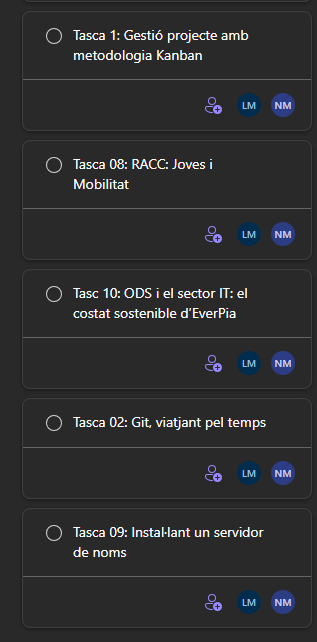 Tasca 1: Gestió projecte amb
metodologia Kanban
LM NM
Tasca 08: RACC: Joves i
Mobilitat
LM NM
Tasc 10: ODS i el sector IT: el
costat sostenible d’EverPia
LM NM
Tasca 02: Git, viatjant pel temps
LM NM
Tasca 09: Instal·lant un servidor
de noms
LM NM